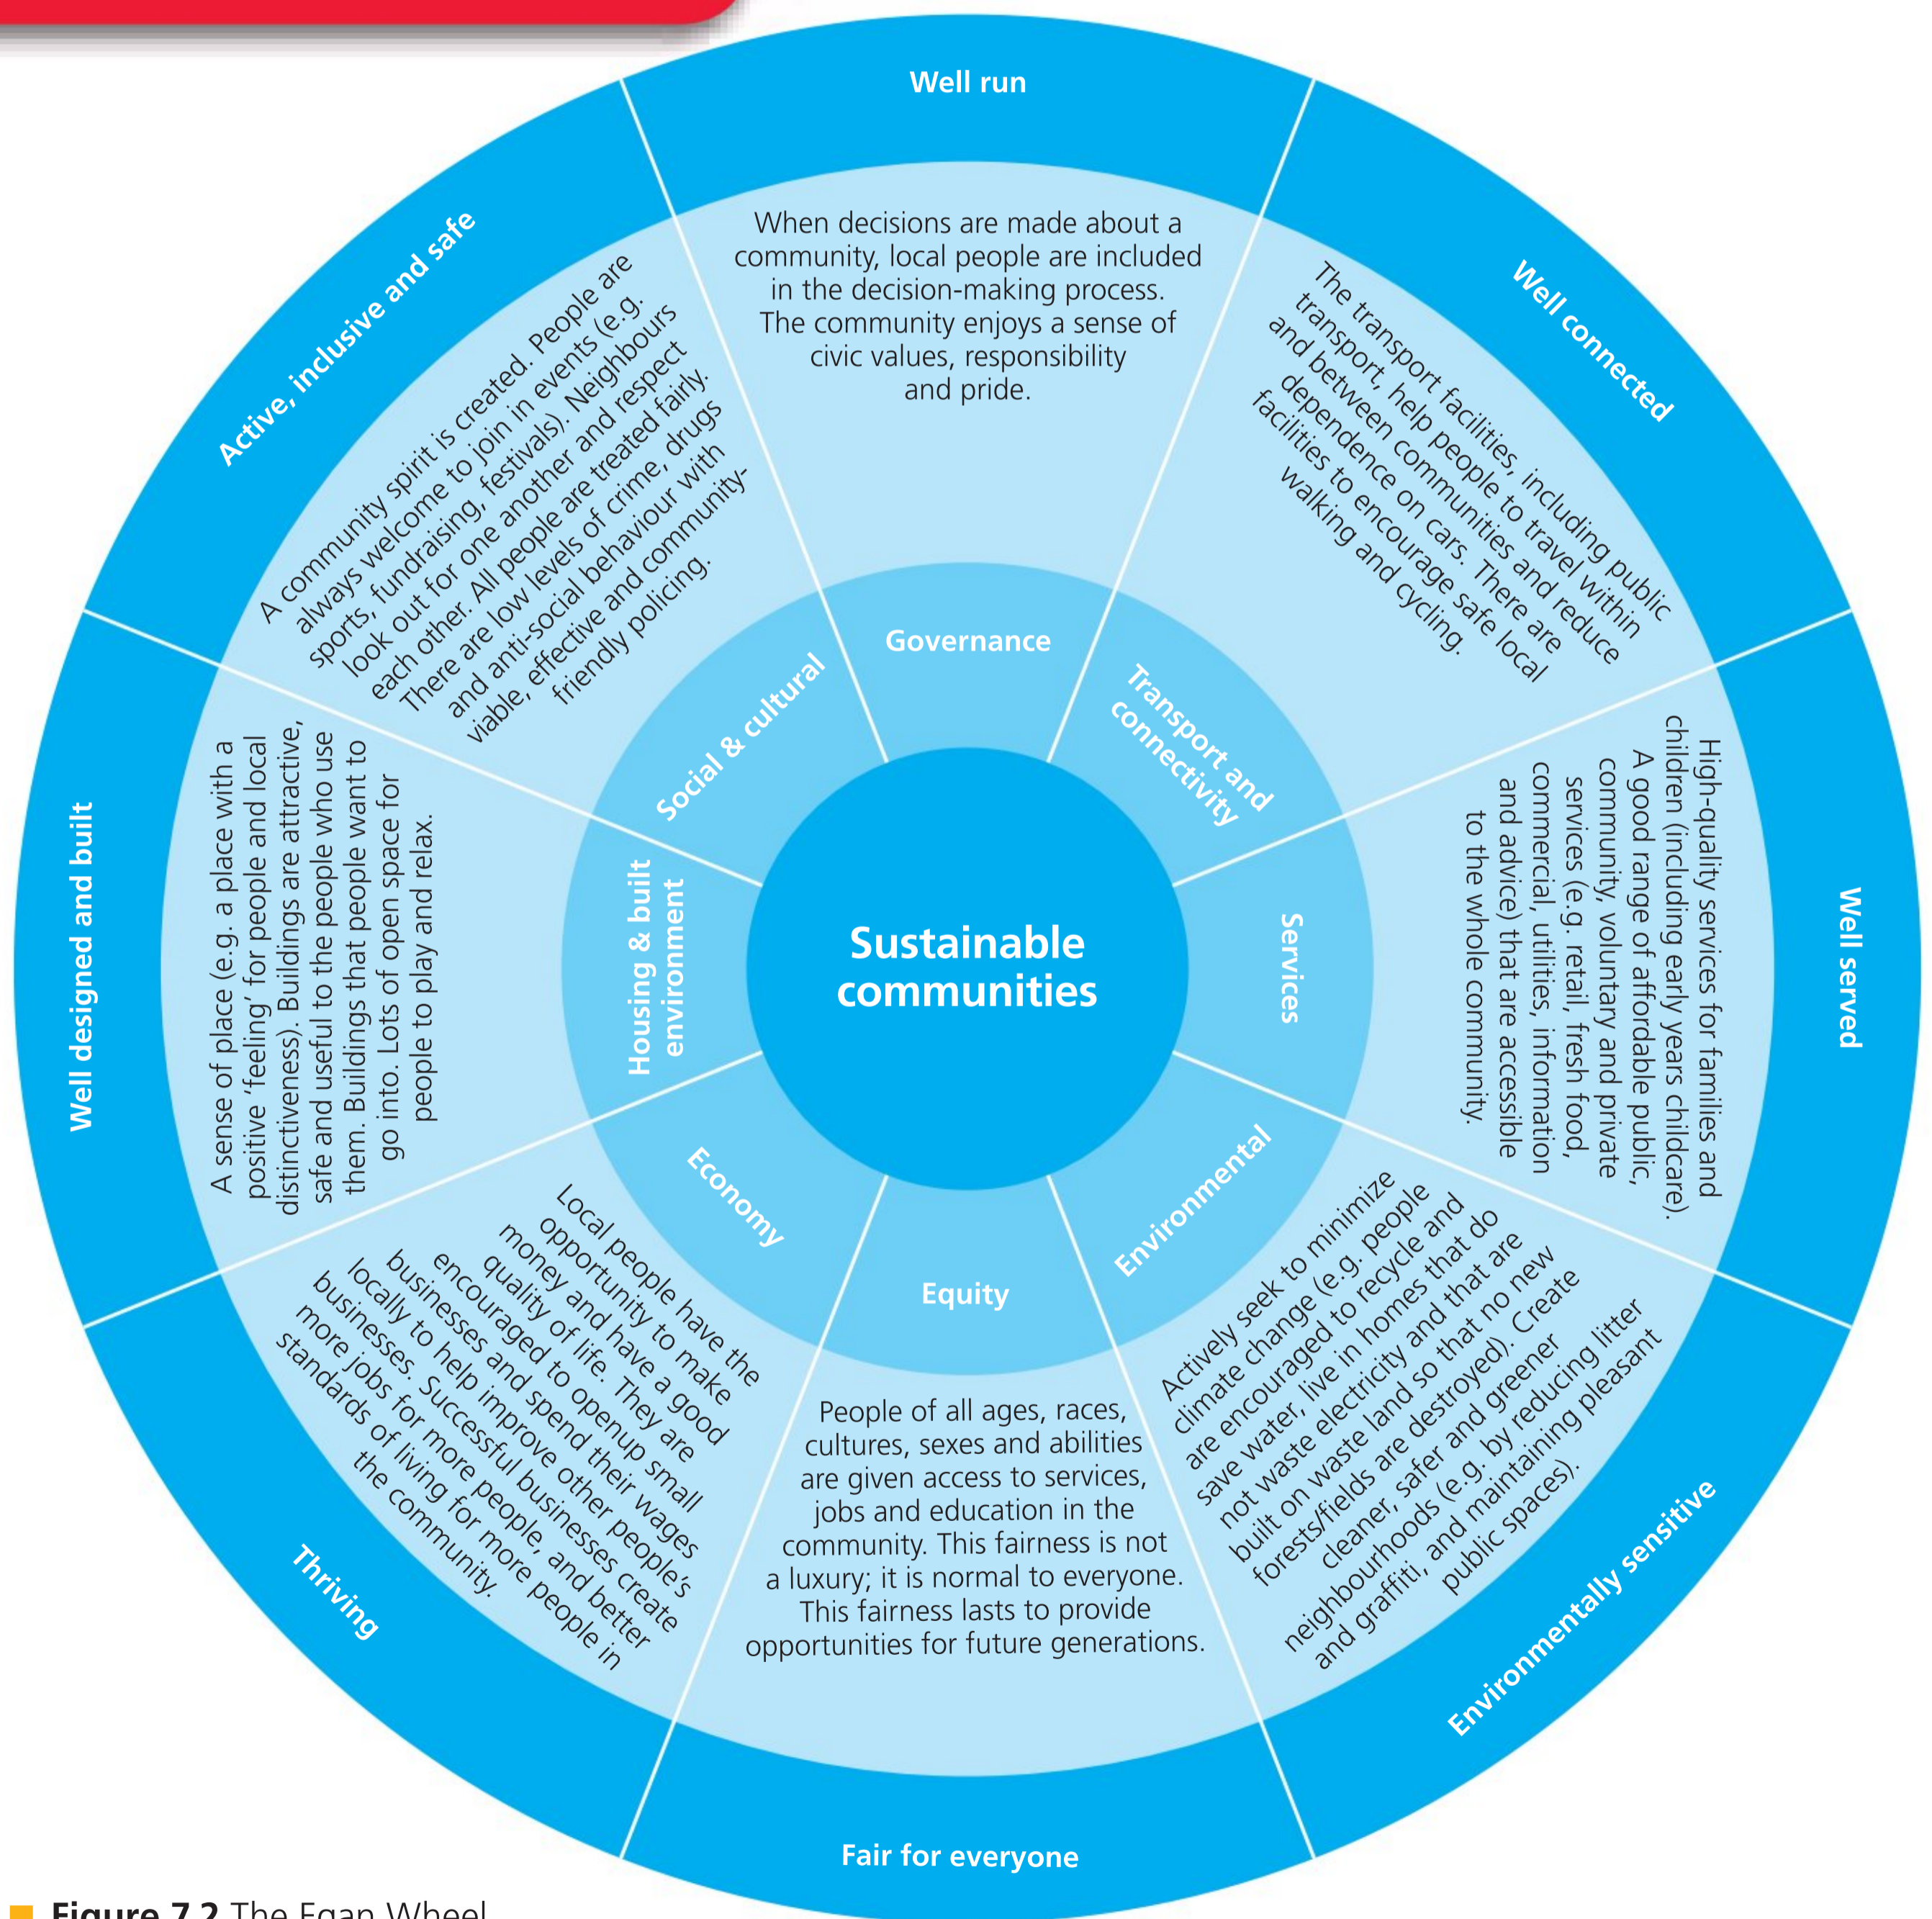 Well run
When decisions are made about a
community, local people are included
in the decision-making process.
The community enjoys a sense of
civic values, responsibility
and pride.
Governance
Well connected
The transport facilities, including public
transport, help people to travel within
and between communities and reduce
dependence on cars. There are
facilities to encourage safe local
walking and cycling.
Transport and
connectivity
Well served
High-quality services for families and
children (including early years childcare).
A good range of affordable public,
community, voluntary and private
services (e.g. retail, fresh food,
commercial, utilities, information
and advice) that are accessible
to the whole community.
Services
Environmentally sensitive
Actively seek to minimize
climate change (e.g. people
are encouraged to recycle and
save water, live in homes that do
not waste electricity and that are
built on waste land so that no new
forests/fields are destroyed). Create
cleaner, safer and greener
neighbourhoods (e.g. by reducing litter
and graffiti, and maintaining pleasant
public spaces).
Environmental
Equity
People of all ages, races,
cultures, sexes and abilities
are given access to services,
jobs and education in the
community. This fairness is not
a luxury; it is normal to everyone.
This fairness lasts to provide
opportunities for future generations.
Fair for everyone
Economy
Local people have the
opportunity to make
money and have a good
quality of life. They are
encouraged to openup small
businesses and spend their wages
locally to help improve other people's
businesses. Successful businesses create
more jobs for more people, and better
standards of living for more people in
the community.
Thriving
Well designed and built
A sense of place (e.g. a place with a
positive 'feeling' for people and local
distinctiveness). Buildings are attractive,
safe and useful to the people who use
them. Buildings that people want to
go into. Lots of open space for
people to play and relax.
Housing & built
environment
Active, inclusive and safe
A community spirit is created. People are
always welcome to join in events (e.g.
sports, fundraising, festivals). Neighbours
look out for one another and respect
each other. All people are treated fairly.
There are low levels of crime, drugs
and anti-social behaviour with
viable, effective and community-
friendly policing.
Social & cultural
Sustainable
communities
Figure 7.2 The Egan Wheel